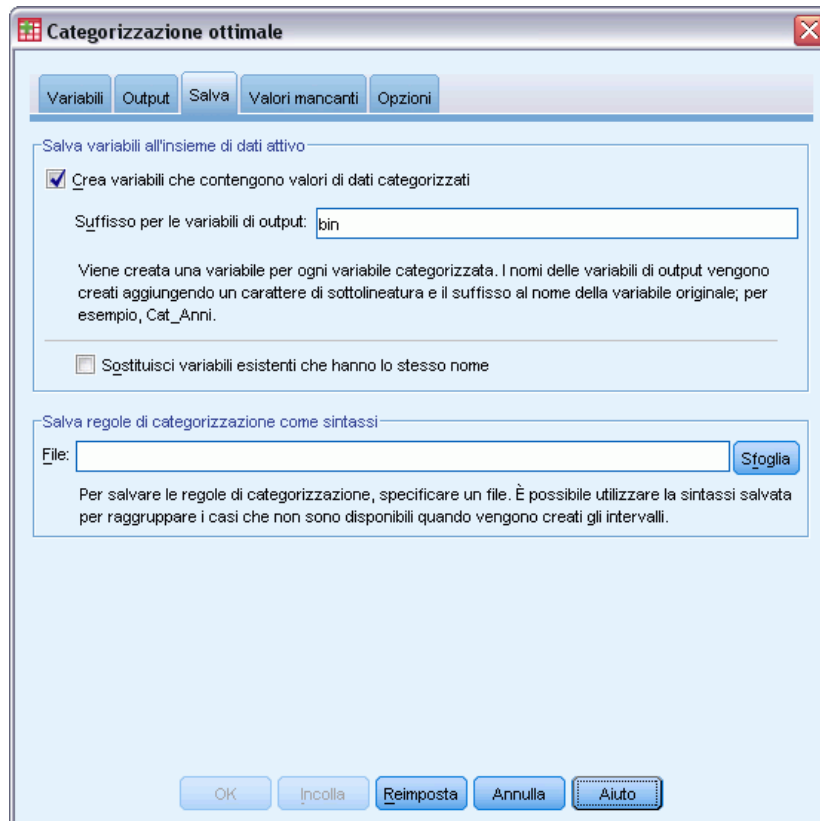 Categorizzazione ottimale
Variabili Output Salva Valori mancanti Opzioni
Salva variabili all'insieme di dati attivo
Crea variabili che contengono valori di dati categorizzati
Suffisso per le variabili di output: bin
Viene creata una variabile per ogni variabile categorizzata. I nomi delle variabili di output vengono
creati aggiungendo un carattere di sottolineatura e il suffisso al nome della variabile originale; per
esempio, Cat_Anni.
Sostituisci variabili esistenti che hanno lo stesso nome
Salva regole di categorizzazione come sintassi
File: Sfoglia
Per salvare le regole di categorizzazione, specificare un file. È possibile utilizzare la sintassi salvata
per raggruppare i casi che non sono disponibili quando vengono creati gli intervalli.
OK Incolla Reimposta Annulla Aiuto